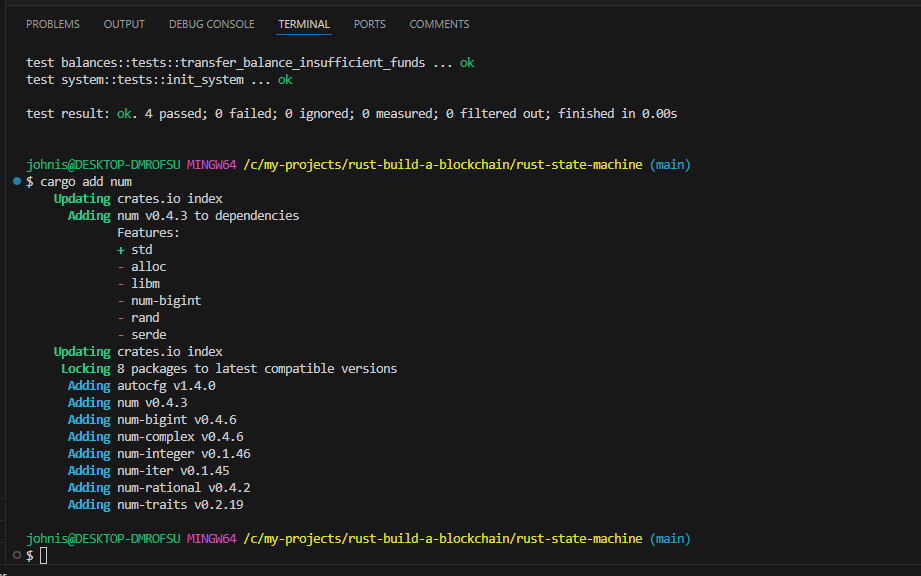 PROBLEMS OUTPUT DEBUG CONSOLE TERMINAL PORTS COMMENTS
test balances::tests::transfer_balance_insufficient_funds ... ok
test system::tests::init_system ... ok
test result: ok. 4 passed; 0 failed; 0 ignored; 0 measured; 0 filtered out; finished in 0.00s
johnis@DESKTOP-DMROFSU MINGW64 /c/my-projects/rust-build-a-blockchain/rust-state-machine (main)
$ cargo add num
Updating crates.io index
Adding num v0.4.3 to dependencies
Features:
+ std
- alloc
- libm
- num-bigint
- rand
- serde
Updating crates.io index
Locking 8 packages to latest compatible versions
Adding autocfg v1.4.0
Adding num v0.4.3
Adding num-bigint v0.4.6
Adding num-complex v0.4.6
Adding num-integer v0.1.46
Adding num-iter v0.1.45
Adding num-rational v0.4.2
Adding num-traits v0.2.19
johnis@DESKTOP-DMROFSU MINGW64 /c/my-projects/rust-build-a-blockchain/rust-state-machine (main)
$